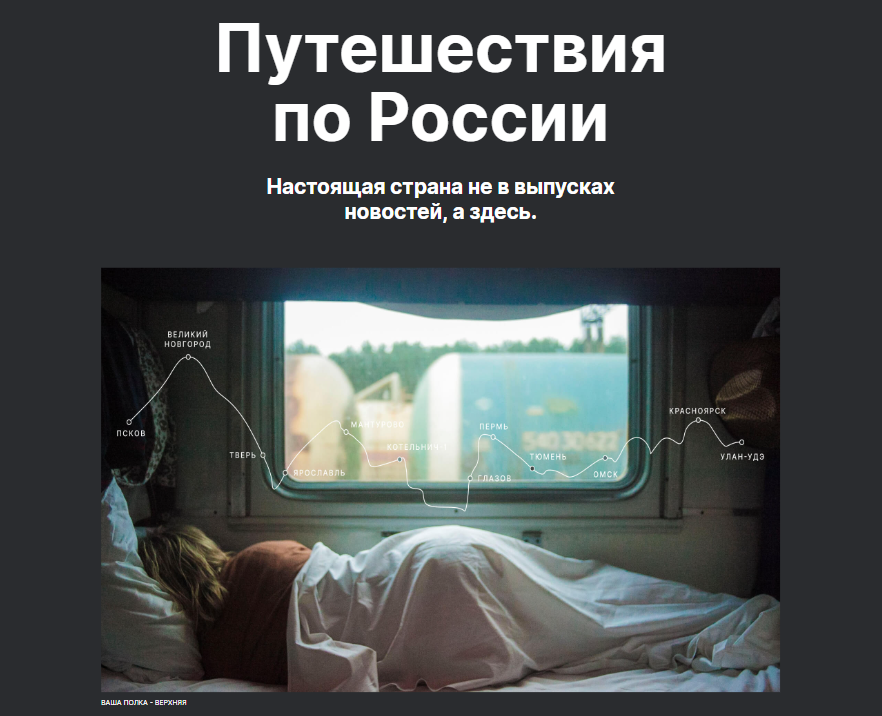 Путешествия
по России
Настоящая страна не в выпусках
новостей, а здесь.
ВЕЛИКИЙ
НОВГОРОД
ПСКОВ
ТВЕРЬ
ЯРОСЛАВЛЬ
МАНТУРОВО
КОТЕЛЬНИЧ
ГЛАЗОВ
ПЕРМЬ
ТЮМЕНЬ
ОМСК
КРАСНОЯРСК
УЛАН-УДЭ
ВАША ПОЛКА - ВЕРХНЯЯ